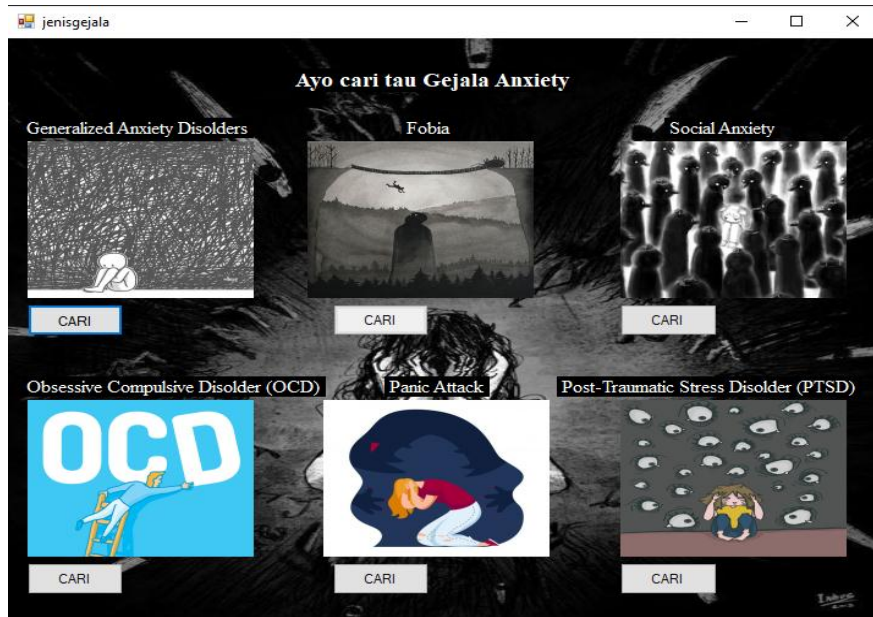 jenisgejala
Ayo cari tau Gejala Anxiety
Generalized Anxiety Disolders
Fobia
Social Anxiety
CARI
CARI
CARI
Obsessive Compulsive Disolder (OCD)
Panic Attack
Post-Traumatic Stress Disolder (PTSD)
OCD
CARI
CARI
CARI